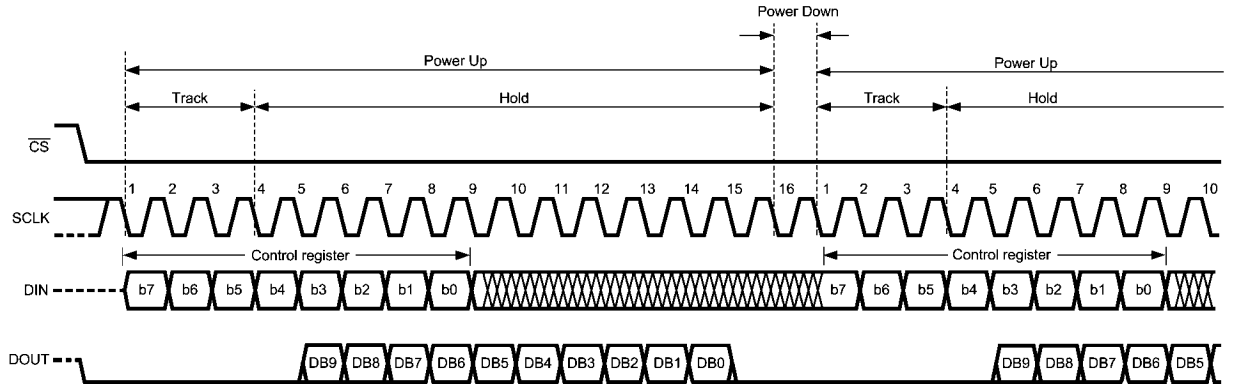 Power Down
Power Up Power Up
Track Hold Track Hold
CS
1 2 3 4 5 6 7 8 9 10 11 12 13 14 15 16 1 2 3 4 5 6 7 8 9 10
SCLK
Control register Control register
DIN b7 b6 b5 b4 b3 b2 b1 b0 b7 b6 b5 b4 b3 b2 b1 b0
DOUT DB9 DB8 DB7 DB6 DB5 DB4 DB3 DB2 DB1 DB0 DB9 DB8 DB7 DB6 DB5